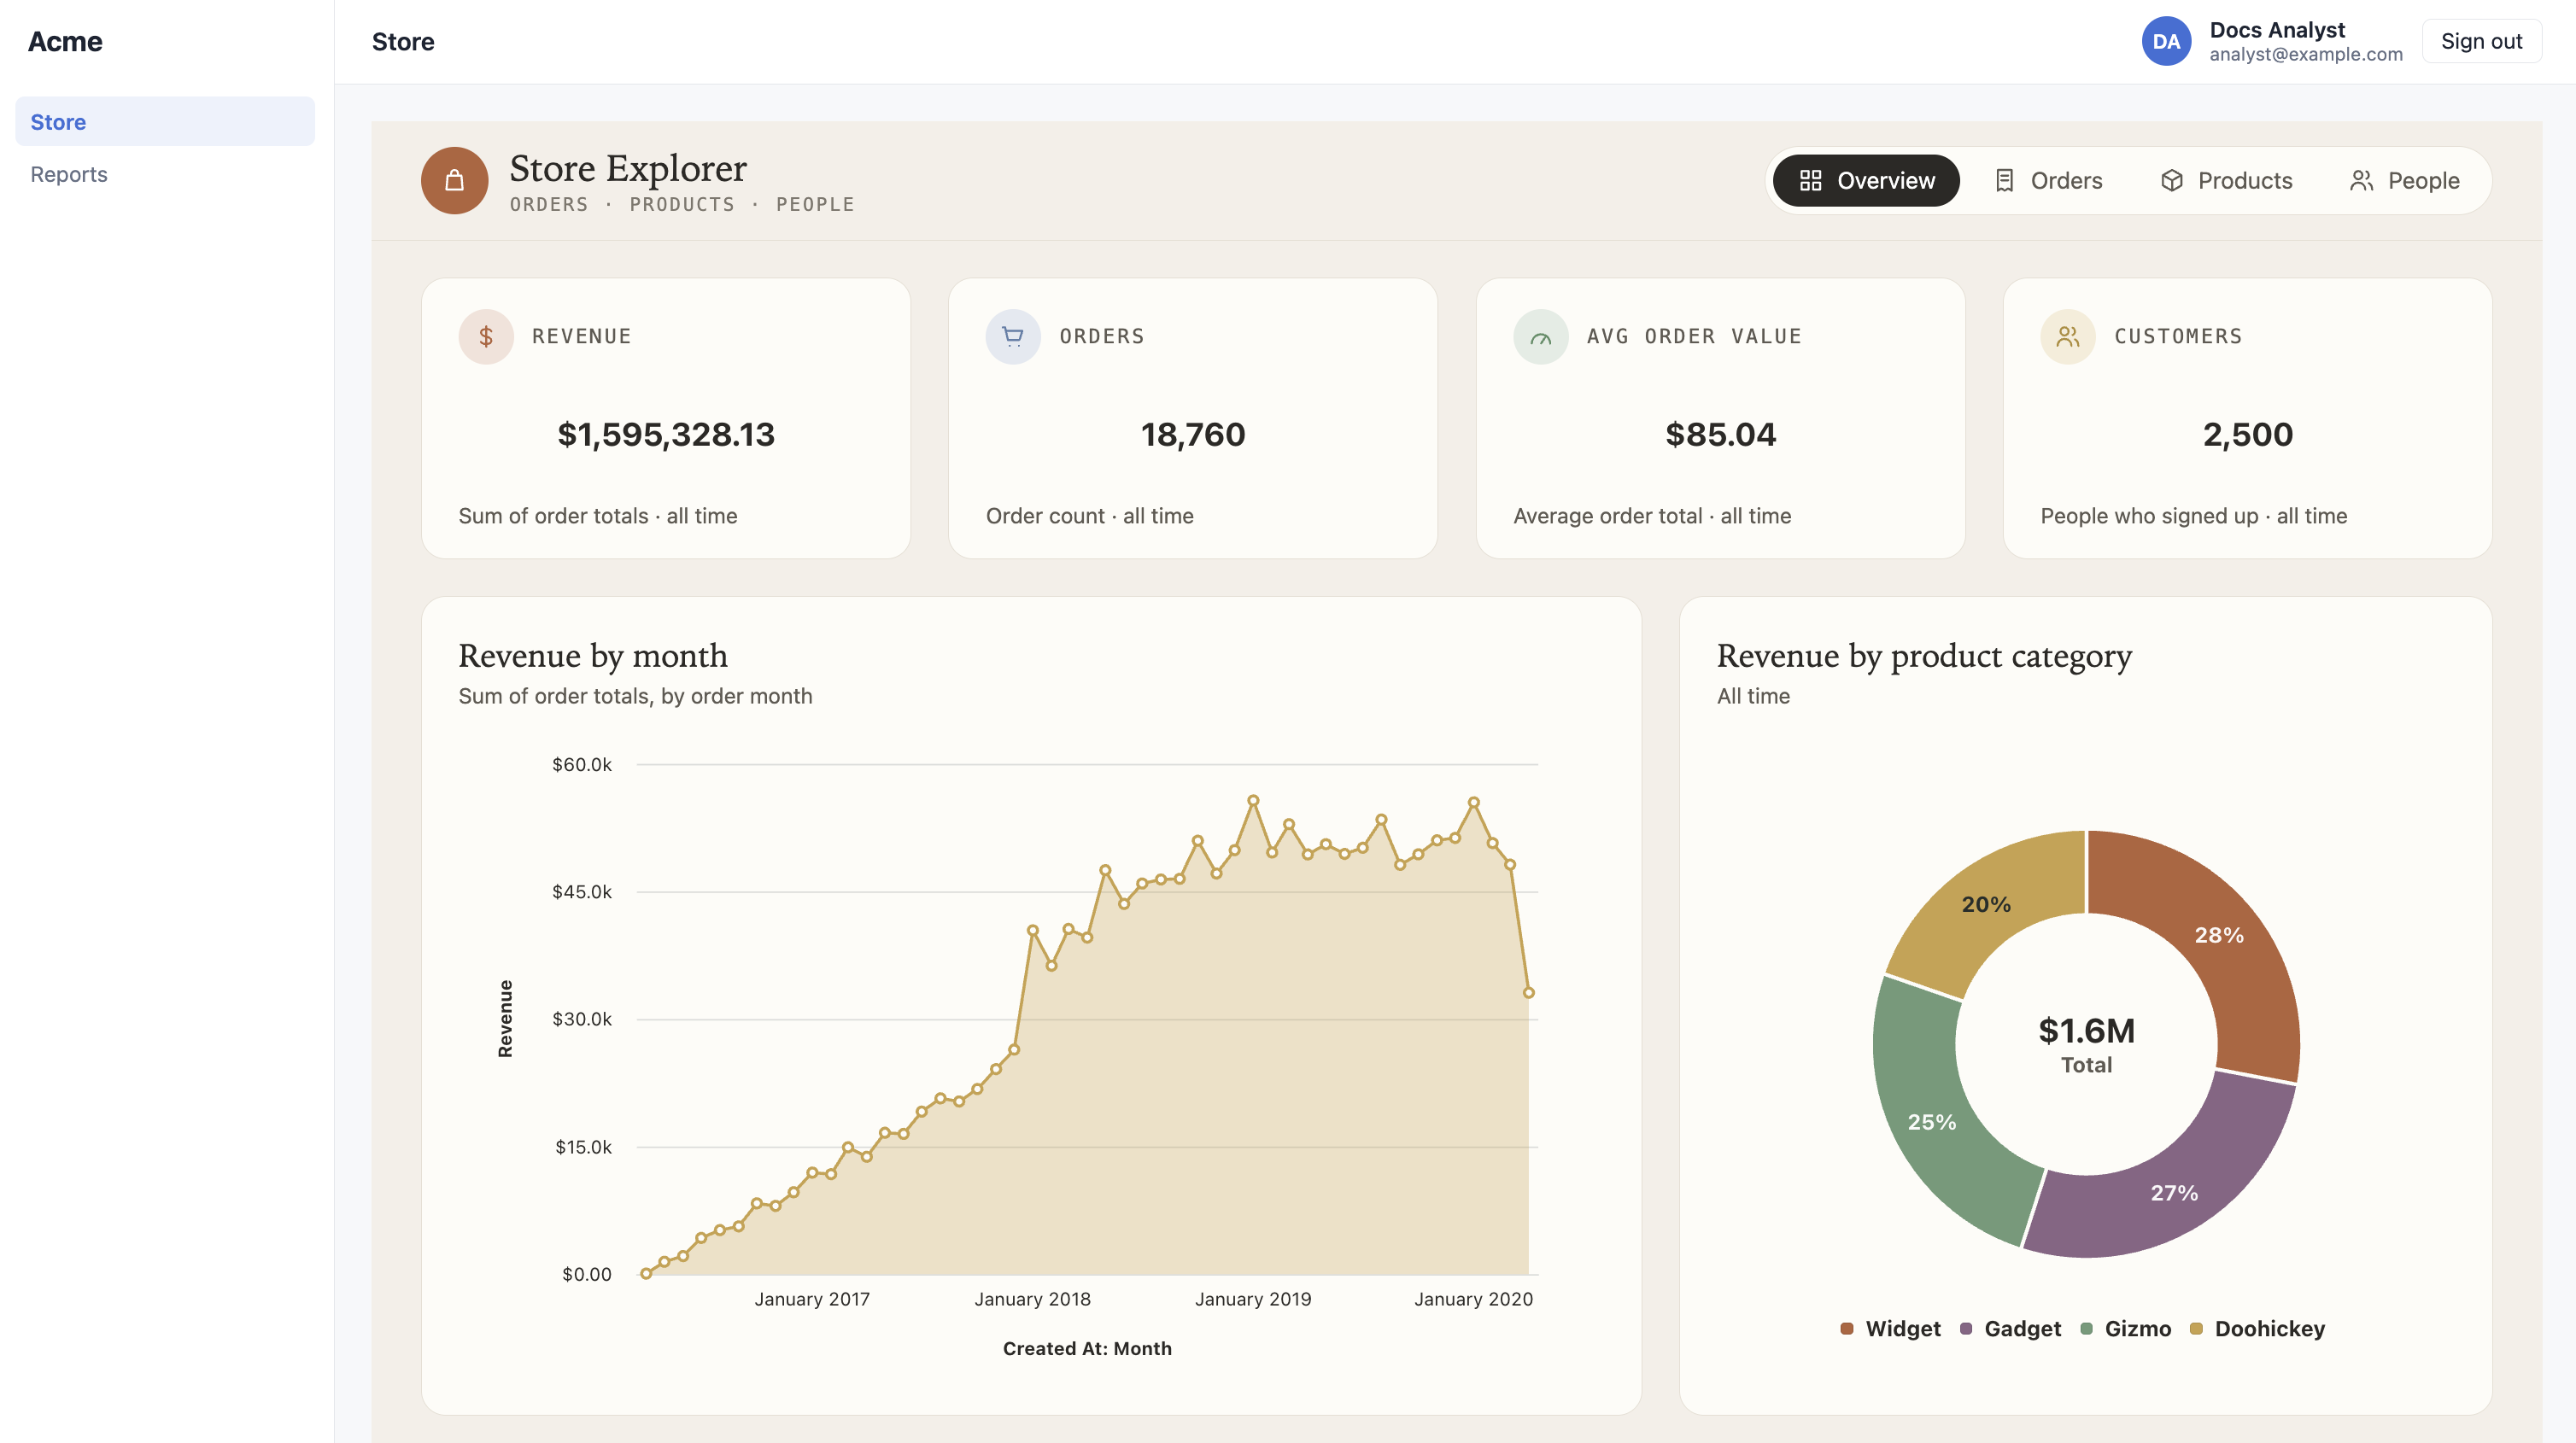 Acme
Store
Reports
Store
DA
Docs Analyst
analyst@example.com
Sign out
Store Explorer
ORDERS · PRODUCTS · PEOPLE
Overview
Orders
Products
People
$ REVENUE
$1,595,328.13
Sum of order totals · all time
ORDERS
18,760
Order count · all time
AVG ORDER VALUE
$85.04
Average order total · all time
CUSTOMERS
2,500
People who signed up · all time
Revenue by month
Sum of order totals, by order month
$60.0k
$45.0k
$30.0k
$15.0k
$0.00
Revenue
January 2017
January 2018
January 2019
January 2020
Created At: Month
Revenue by product category
All time
20%
28%
25%
27%
$1.6M
Total
Widget
Gadget
Gizmo
Doohickey